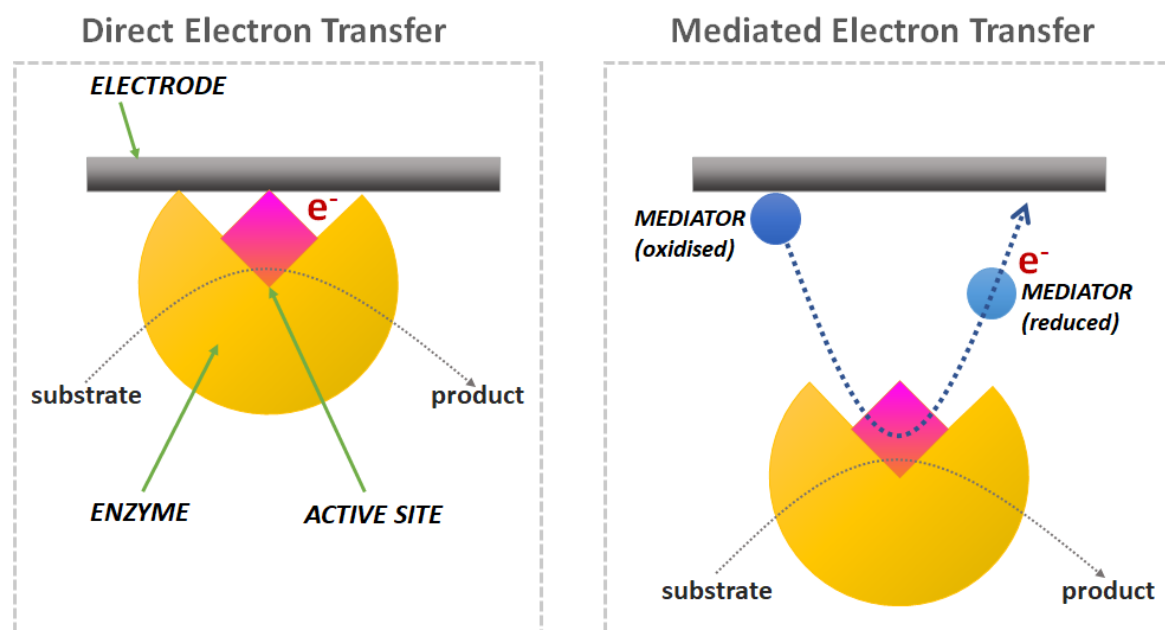 Direct Electron Transfer
ELECTRODE
e-
substrate
product
ENZYME
ACTIVE SITE
Mediated Electron Transfer
MEDIATOR
(oxidised)
e-
MEDIATOR
(reduced)
substrate
product